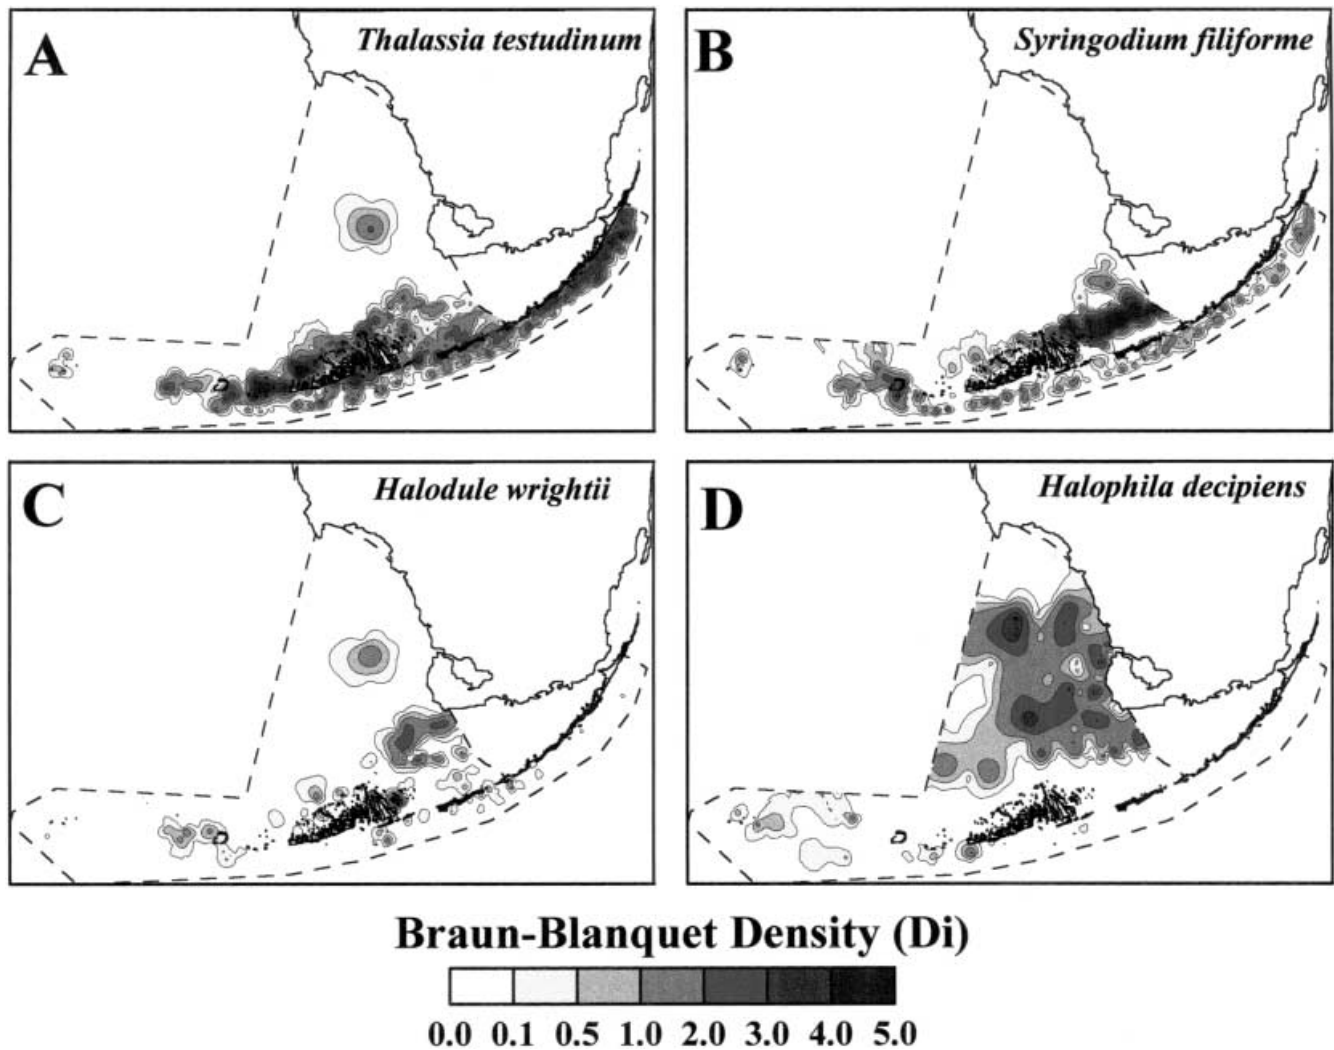 A
Thalassia testudinum
B
Syringodium filiforme
C
Halodule wrightii
D
Halophila decipiens
Braun-Blanquet Density (Di)
0.0 0.1 0.5 1.0 2.0 3.0 4.0 5.0